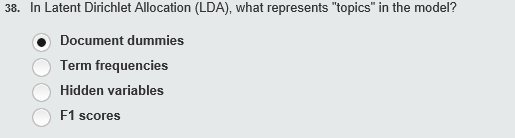 38. In Latent Dirichlet Allocation (LDA), what represents "topics" in the model?
Document dummies
Term frequencies
Hidden variables
F1 scores